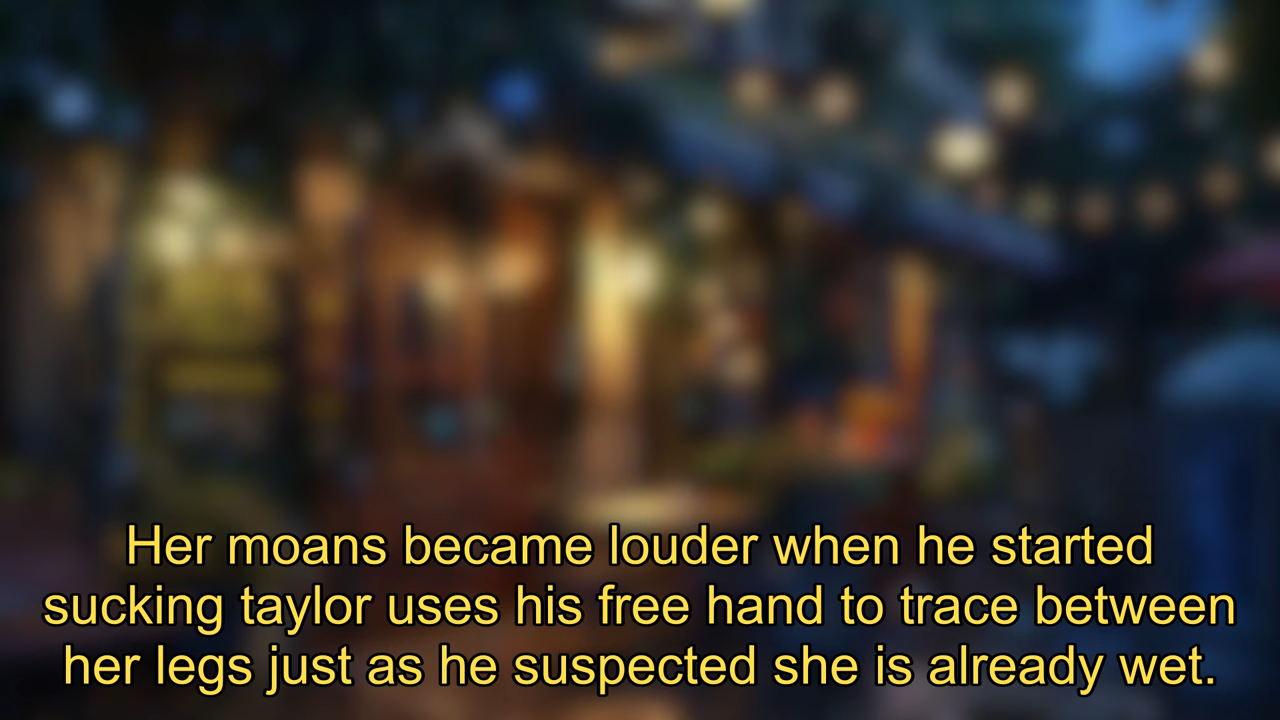 Her moans became louder when he started
sucking taylor uses his free hand to trace between
her legs just as he suspected she is already wet.